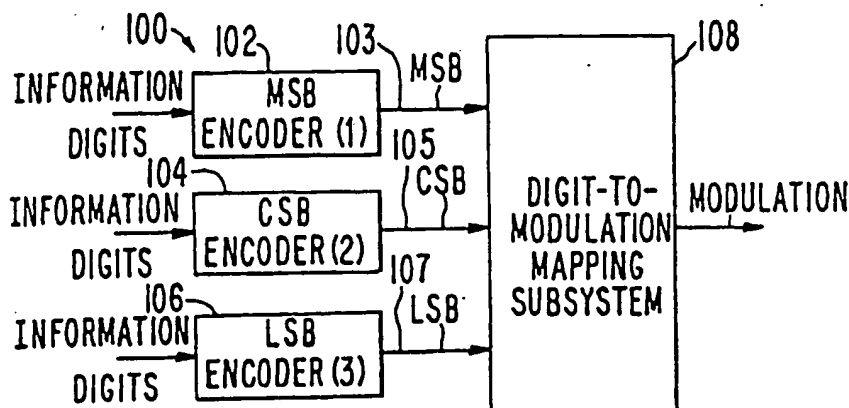 100
102
103
MSB
108
INFORMATION
DIGITS
MSB
ENCODER (1)
104
105
CSB
INFORMATION
DIGITS
CSB
ENCODER (2)
DIGIT-TO-
MODULATION
MAPPING
SUBSYSTEM
MODULATION
106
107
LSB
INFORMATION
DIGITS
LSB
ENCODER (3)